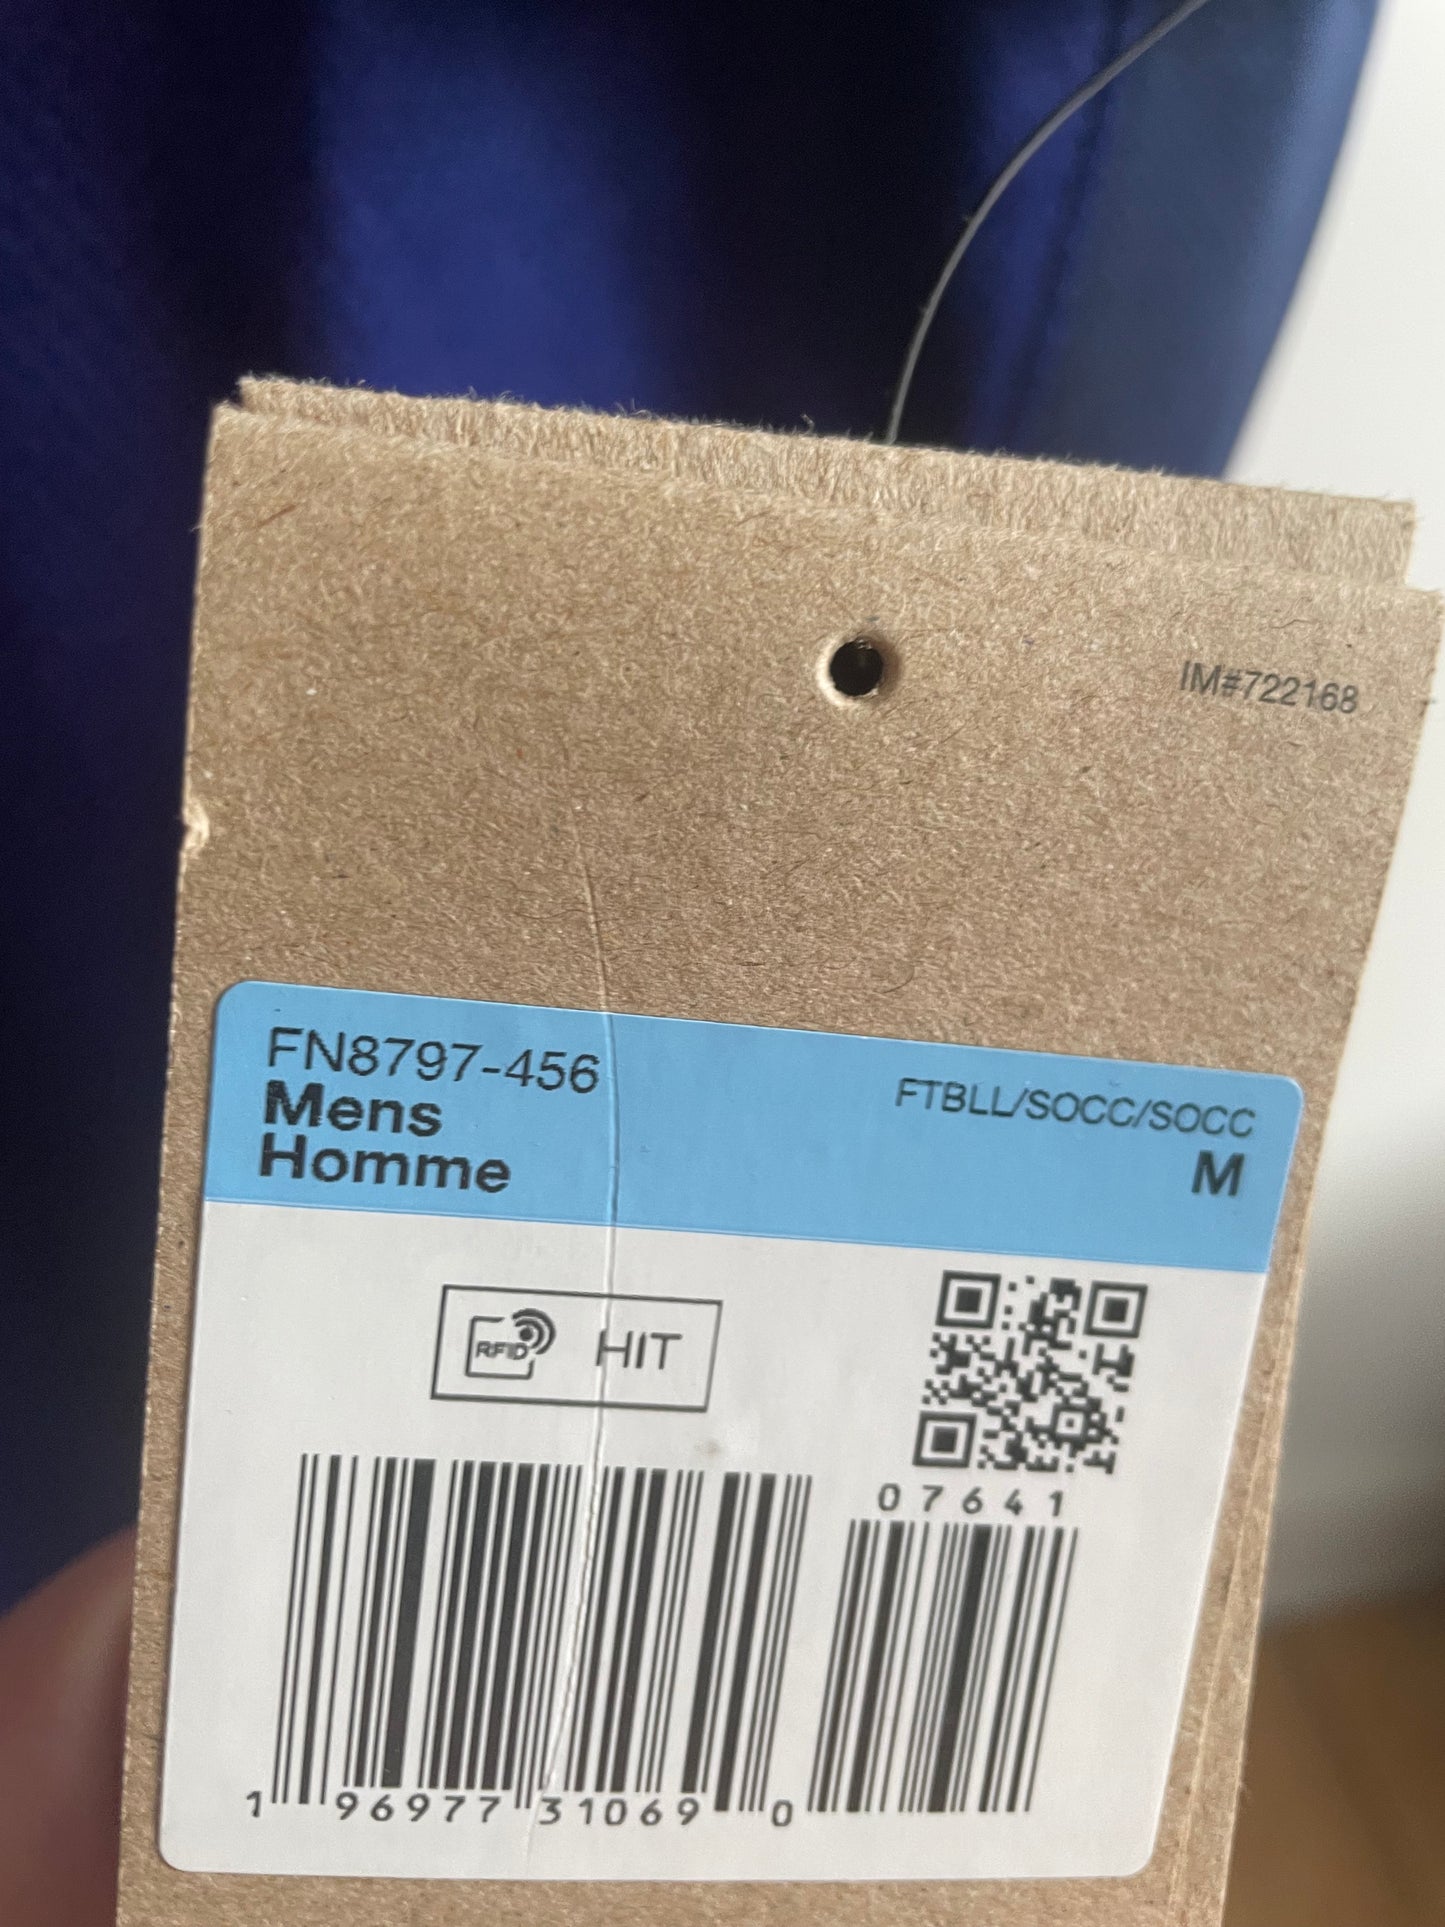 IM#722168
FN8797-456
Mens
Homme
FTBLL/SOCC/SOCC
M
RFID HIT
07641
1 96977 31069 0